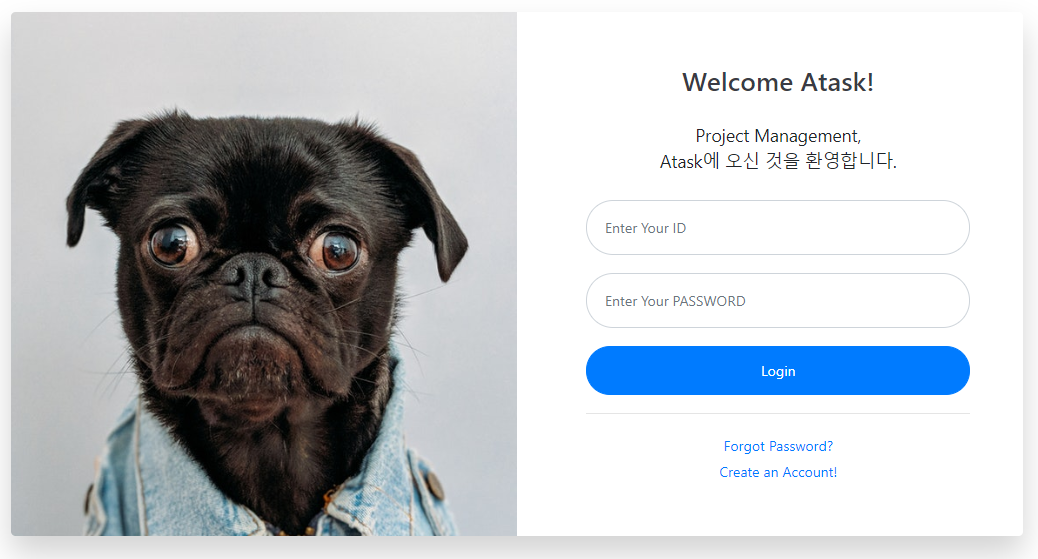 Welcome Atask!
Project Management,
Atask에 오신 것을 환영합니다.
Enter Your ID
Enter Your PASSWORD
Login
Forgot Password?
Create an Account!